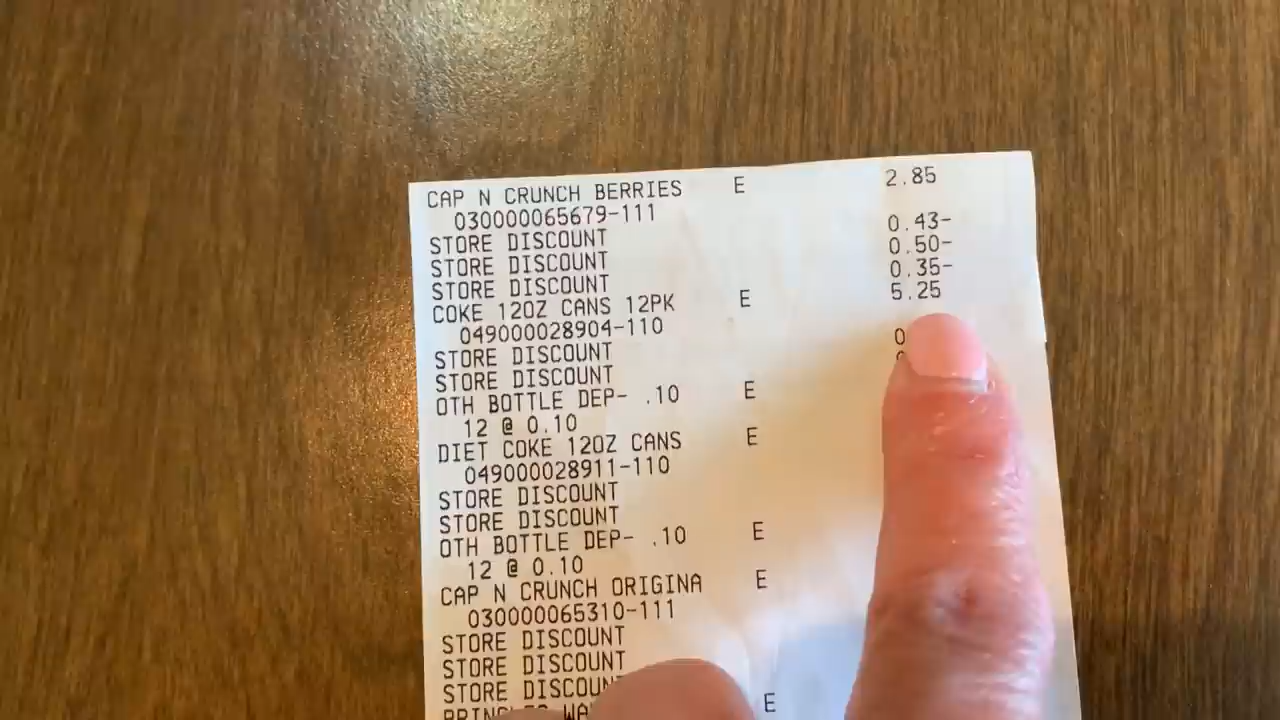 CAP N CRUNCH BERRIES E 2.85
030000065679-111
STORE DISCOUNT 0.43-
STORE DISCOUNT 0.50-
STORE DISCOUNT 0.35-
COKE 12OZ CANS 12PK E 5.25
049000028904-110
STORE DISCOUNT 0
STORE DISCOUNT
OTH BOTTLE DEP- .10 E
12 @ 0.10
DIET COKE 12OZ CANS E
049000028911-110
STORE DISCOUNT
STORE DISCOUNT
OTH BOTTLE DEP- .10 E
12 @ 0.10
CAP N CRUNCH ORIGINA E
030000065310-111
STORE DISCOUNT
STORE DISCOUNT
STORE DISCOUN
E